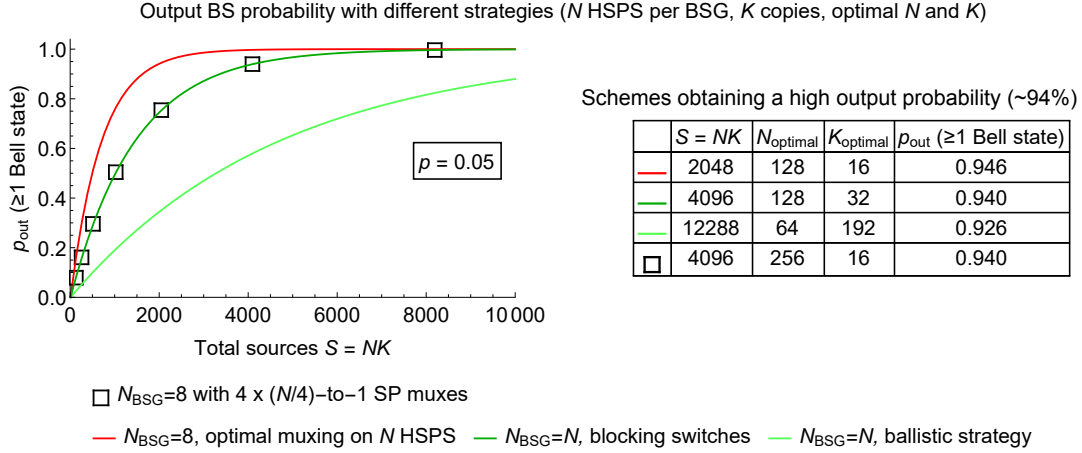 Output BS probability with different strategies (N HSPS per BSG, K copies, optimal N and K)
1.0
0.8
0.6
0.4
0.2
0.0
p_out (≥1 Bell state)
p = 0.05
0 2000 4000 6000 8000 10 000
Total sources S = NK
Schemes obtaining a high output probability (~94%)
S = NK N_optimal K_optimal p_out (≥1 Bell state)
2048 128 16 0.946
4096 128 32 0.940
12288 64 192 0.926
4096 256 16 0.940
N_BSG=8 with 4 x (N/4)−to−1 SP muxes
N_BSG=8, optimal muxing on N HSPS N_BSG=N, blocking switches N_BSG=N, ballistic strategy